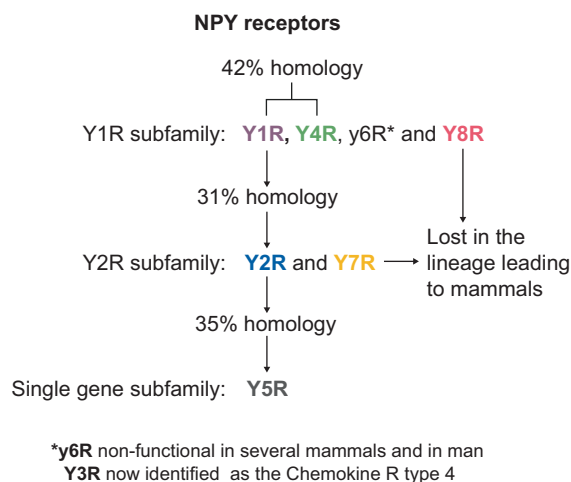 NPY receptors
42% homology
Y1R subfamily: Y1R, Y4R, y6R* and Y8R
31% homology
Y2R subfamily: Y2R and Y7R
Lost in the
lineage leading
to mammals
35% homology
Single gene subfamily: Y5R
*y6R non-functional in several mammals and in man
Y3R now identified as the Chemokine R type 4